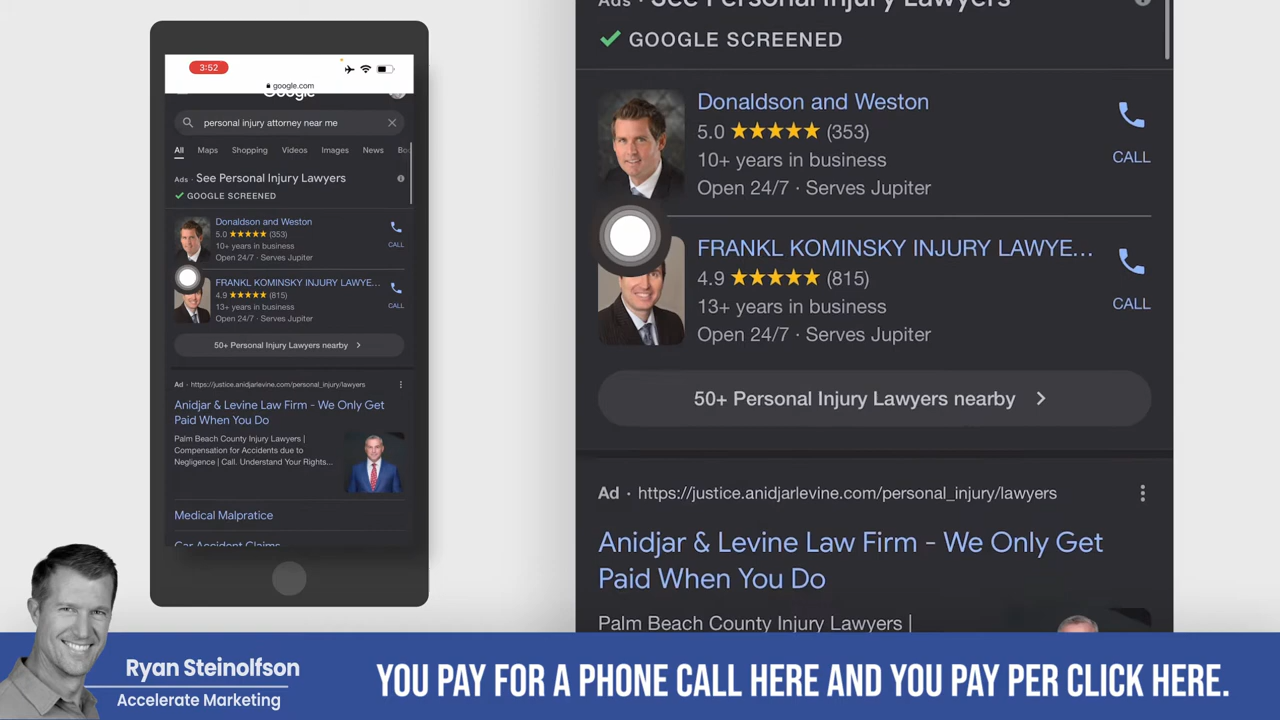 3:52
google.com
Google
personal injury attorney near me
All Maps Shopping Videos Images News Bo
Ads · See Personal Injury Lawyers
GOOGLE SCREENED
Donaldson and Weston
5.0 ★★★★★ (353)
10+ years in business
Open 24/7 · Serves Jupiter
CALL
FRANKL KOMINSKY INJURY LAWYE...
4.9 ★★★★★ (815)
13+ years in business
Open 24/7 · Serves Jupiter
CALL
50+ Personal Injury Lawyers nearby
Ad · https://justice.anidjarlevine.com/personal_injury/lawyers
Anidjar & Levine Law Firm - We Only Get
Paid When You Do
Palm Beach County Injury Lawyers |
Compensation for Accidents due to
Negligence | Call. Understand Your Rights...
Medical Malpractice
Car Accident Claims
Ads · See Personal Injury Lawyers
GOOGLE SCREENED
Donaldson and Weston
5.0 ★★★★★ (353)
10+ years in business
Open 24/7 · Serves Jupiter
CALL
FRANKL KOMINSKY INJURY LAWYE...
4.9 ★★★★★ (815)
13+ years in business
Open 24/7 · Serves Jupiter
CALL
50+ Personal Injury Lawyers nearby
Ad · https://justice.anidjarlevine.com/personal_injury/lawyers
Anidjar & Levine Law Firm - We Only Get
Paid When You Do
Palm Beach County Injury Lawyers |
Ryan Steinolfson
Accelerate Marketing
YOU PAY FOR A PHONE CALL HERE AND YOU PAY PER CLICK HERE.